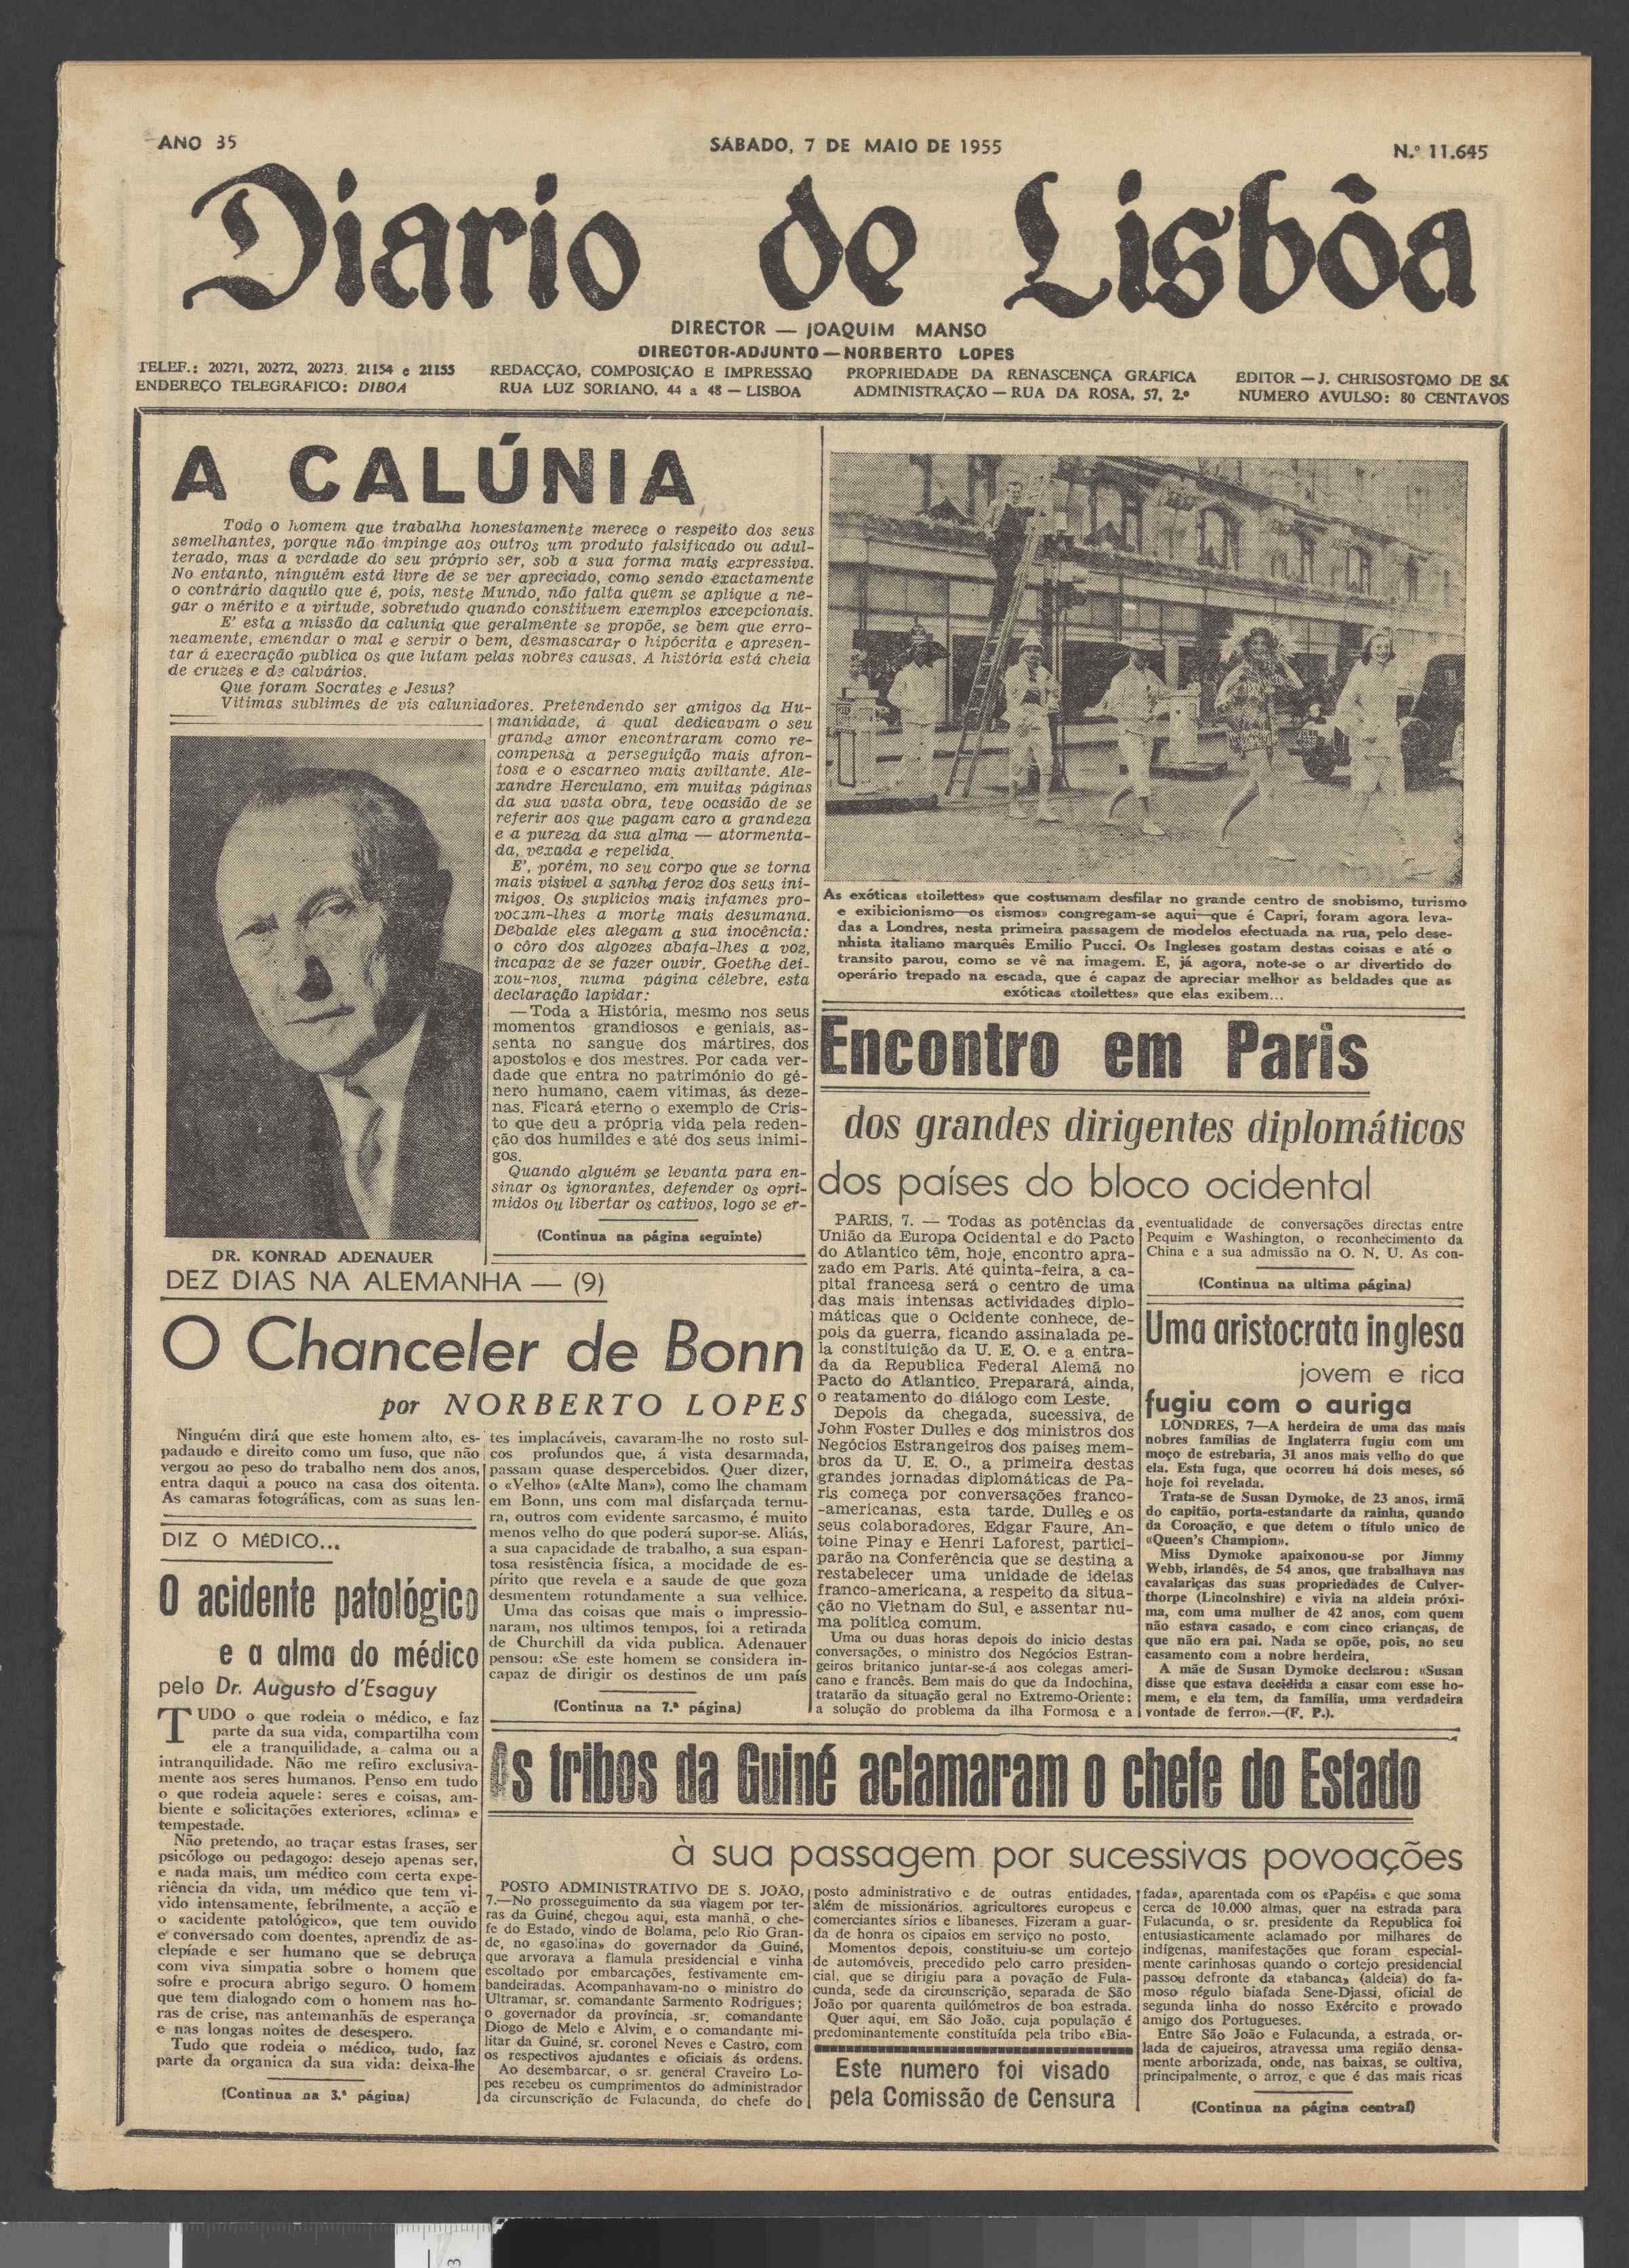 ANO 35
SÁBADO, 7 DE MAIO DE 1955
N.º 11.645
Diario de Lisbôa
DIRECTOR — JOAQUIM MANSO
DIRECTOR-ADJUNTO — NORBERTO LOPES
TELEF.: 20271, 20272, 20273, 21154 e 21155
ENDEREÇO TELEGRAFICO: DIBOA
REDACÇÃO, COMPOSIÇÃO E IMPRESSÃO
RUA LUZ SORIANO, 44 a 48 — LISBOA
PROPRIEDADE DA RENASCENÇA GRÁFICA
ADMINISTRAÇÃO — RUA DA ROSA, 57, 2.º
EDITOR — J. CHRISOSTOMO DE SÁ
NUMERO AVULSO: 80 CENTAVOS
A CALÚNIA
Todo o homem que trabalha honestamente merece o respeito dos seus
semelhantes, porque não impinge aos outros um produto falsificado ou adul-
terado, mas a verdade do seu próprio ser, sob a sua forma mais expressiva.
No entanto, ninguém está livre de se ver apreciado, como sendo exactamente
o contrário daquilo que é, pois, neste Mundo, não falta quem se aplique a ne-
gar o mérito e a virtude, sobretudo quando constituem exemplos excepcionais.
E' esta a missão da calunia que geralmente se propõe, se bem que erro-
neamente, emendar o mal e servir o bem, desmascarar o hipócrita e apresen-
tar á execração publica os que lutam pelas nobres causas. A história está cheia
de cruzes e de calvários.
Que foram Socrates e Jesus?
Vitimas sublimes de vis caluniadores. Pretendendo ser amigos da Hu-
manidade, á qual dedicavam o seu
grande amor encontraram como re-
compensa a perseguição mais afron-
tosa e o escarneo mais aviltante. Ale-
xandre Herculano, em muitas páginas
da sua vasta obra, teve ocasião de se
referir aos que pagam caro a grandeza
e a pureza da sua alma — atormenta-
da, vexada e repelida.
E', porém, no seu corpo que se torna
mais visivel a sanha feroz dos seus ini-
migos. Os suplicios mais infames pro-
vocam-lhes a morte mais desumana.
Debalde eles alegam a sua inocência:
o côro dos algozes abafa-lhes a voz,
incapaz de se fazer ouvir. Goethe dei-
xou-nos, numa página célebre, esta
declaração lapidar:
— Toda a História, mesmo nos seus
momentos grandiosos e geniais, as-
senta no sangue dos mártires, dos
apostolos e dos mestres. Por cada ver-
dade que entra no património do gé-
nero humano, caem vitimas, ás deze-
nas. Ficará eterno o exemplo de Cris-
to que deu a própria vida pela reden-
ção dos humildes e até dos seus inimi-
gos.
Quando alguém se levanta para en-
sinar os ignorantes, defender os opri-
midos ou libertar os cativos, logo se er-
(Continua na página seguinte)
DR. KONRAD ADENAUER
As exóticas «toilettes» que costumam desfilar no grande centro de snobismo, turismo
e exibicionismo—os «ismos» congregam-se aqui—que é Capri, foram agora leva-
das a Londres, nesta primeira passagem de modelos efectuada na rua, pelo dese-
nhista italiano marquês Emilio Pucci. Os Ingleses gostam destas coisas e até o
transito parou, como se vê na imagem. E, já agora, note-se o ar divertido do
operário trepado na escada, que é capaz de apreciar melhor as beldades que as
exóticas «toilettes» que elas exibem...
DEZ DIAS NA ALEMANHA — (9)
O Chanceler de Bonn
por NORBERTO LOPES
Ninguém dirá que este homem alto, es-
padaudo e direito como um fuso, que não
vergou ao peso do trabalho nem dos anos,
entra daqui a pouco na casa dos oitenta.
As camaras fotográficas, com as suas len-
tes implacáveis, cavaram-lhe no rosto sul-
cos profundos que, á vista desarmada,
passam quase despercebidos. Quer dizer,
o «Velho» («Alte Man»), como lhe chamam
em Bonn, uns com mal disfarçada ternu-
ra, outros com evidente sarcasmo, é muito
menos velho do que poderá supor-se. Aliás,
a sua capacidade de trabalho, a sua espan-
tosa resistência física, a mocidade de es-
pírito que revela e a saude de que goza
desmentem rotundamente a sua velhice.
Uma das coisas que mais o impressio-
naram, nos ultimos tempos, foi a retirada
de Churchill da vida publica. Adenauer
pensou: «Se este homem se considera in-
capaz de dirigir os destinos de um país
(Continua na 7.ª página)
DIZ O MÉDICO...
O acidente patológico
e a alma do médico
pelo Dr. Augusto d'Esaguy
TUDO o que rodeia o médico, e faz
parte da sua vida, compartilha com
ele a tranquilidade, a calma ou a
intranquilidade. Não me refiro exclusiva-
mente aos seres humanos. Penso em tudo
o que rodeia aquele: seres e coisas, am-
biente e solicitações exteriores, «clima» e
tempestade.
Não pretendo, ao traçar estas frases, ser
psicólogo ou pedagogo: desejo apenas ser,
e nada mais, um médico com certa expe-
riência da vida, um médico que tem vi-
vido intensamente, febrilmente, a acção e
o «acidente patológico», que tem ouvido
e conversado com doentes, aprendiz de as-
clepíade e ser humano que se debruça
com viva simpatia sobre o homem que
sofre e procura abrigo seguro. O homem
que tem dialogado com o homem nas ho-
ras de crise, nas antemanhãs de esperança
e nas longas noites de desespero.
Tudo que rodeia o médico, tudo, faz
parte da organica da sua vida: deixa-lhe
(Continua na 3.ª página)
Encontro em Paris
dos grandes dirigentes diplomáticos
dos países do bloco ocidental
PARIS, 7. — Todas as potências da
União da Europa Ocidental e do Pacto
do Atlantico têm, hoje, encontro apra-
zado em Paris. Até quinta-feira, a ca-
pital francesa será o centro de uma
das mais intensas actividades diplo-
máticas que o Ocidente conhece, de-
pois da guerra, ficando assinalada pe-
la constituição da U. E. O. e a entra-
da da Republica Federal Alemã no
Pacto do Atlantico. Preparará, ainda,
o reatamento do diálogo com Leste.
Depois da chegada, sucessiva, de
John Foster Dulles e dos ministros dos
Negócios Estrangeiros dos países mem-
bros da U. E. O., a primeira destas
grandes jornadas diplomáticas de Pa-
ris começa por conversações franco-
-americanas, esta tarde. Dulles e os
seus colaboradores, Edgar Faure, An-
toine Pinay e Henri Laforest, partici-
parão na Conferência que se destina a
restabelecer uma unidade de ideias
franco-americana, a respeito da situa-
ção no Vietnam do Sul, e assentar nu-
ma política comum.
Uma ou duas horas depois do inicio destas
conversações, o ministro dos Negócios Estran-
geiros britanico juntar-se-á aos colegas ameri-
cano e francês. Bem mais do que da Indochina,
tratarão da situação geral no Extremo-Oriente:
a solução do problema da ilha Formosa e a
eventualidade de conversações directas entre
Pequim e Washington, o reconhecimento da
China e a sua admissão na O. N. U. As con-
(Continua na ultima página)
Uma aristocrata inglesa
jovem e rica
fugiu com o auriga
LONDRES, 7—A herdeira de uma das mais
nobres famílias de Inglaterra fugiu com um
moço de estrebaria, 31 anos mais velho do que
ela. Esta fuga, que ocorreu há dois meses, só
hoje foi revelada.
Trata-se de Susan Dymoke, de 23 anos, irmã
do capitão, porta-estandarte da rainha, quando
da Coroação, e que detem o título unico de
«Queen's Champion».
Miss Dymoke apaixonou-se por Jimmy
Webb, irlandês, de 54 anos, que trabalhava nas
cavalariças das suas propriedades de Culver-
thorpe (Lincolnshire) e vivia na aldeia próxi-
ma, com uma mulher de 42 anos, com quem
não estava casado, e com cinco crianças, de
que não era pai. Nada se opõe, pois, ao seu
casamento com a nobre herdeira.
A mãe de Susan Dymoke declarou: «Susan
disse que estava decidida a casar com esse ho-
mem, e ela tem, da família, uma verdadeira
vontade de ferro».—(F. P.).
As tribos da Guiné aclamaram o chefe do Estado
à sua passagem por sucessivas povoações
POSTO ADMINISTRATIVO DE S. JOÃO,
7.—No prosseguimento da sua viagem por ter-
ras da Guiné, chegou aqui, esta manhã, o che-
fe do Estado, vindo de Bolama, pelo Rio Gran-
de, no «gasolina» do governador da Guiné,
que arvorava a flamula presidencial e vinha
escoltado por embarcações, festivamente em-
bandeiradas. Acompanhavam-no o ministro do
Ultramar, sr. comandante Sarmento Rodrigues;
o governador da província, sr. comandante
Diogo de Melo e Alvim, e o comandante mi-
litar da Guiné, sr. coronel Neves e Castro, com
os respectivos ajudantes e oficiais ás ordens.
Ao desembarcar, o sr. general Craveiro Lo-
pes recebeu os cumprimentos do administrador
da circunscrição de Fulacunda, do chefe do
posto administrativo e de outras entidades,
além de missionários, agricultores europeus e
comerciantes sírios e libaneses. Fizeram a guar-
da de honra os cipaios em serviço no posto.
Momentos depois, constituiu-se um cortejo
de automóveis, precedido pelo carro presiden-
cial, que se dirigiu para a povação de Fula-
cunda, sede da circunscrição, separada de São
João por quarenta quilómetros de boa estrada.
Quer aqui, em São João, cuja população é
predominantemente constituída pela tribo «Bia-
fada», aparentada com os «Papéis» e que soma
cerca de 10.000 almas, quer na estrada para
Fulacunda, o sr. presidente da Republica foi
entusiasticamente aclamado por milhares de
indígenas, manifestações que foram especial-
mente carinhosas quando o cortejo presidencial
passou defronte da «tabanca» (aldeia) do fa-
moso régulo biafada Sene-Djassi, oficial de
segunda linha do nosso Exército e provado
amigo dos Portugueses.
Entre São João e Fulacunda, a estrada, or-
lada de cajueiros, atravessa uma região densa-
mente arborizada, onde, nas baixas, se cultiva,
principalmente, o arroz, e que é das mais ricas
(Continua na página central)
Este numero foi visado
pela Comissão de Censura
3